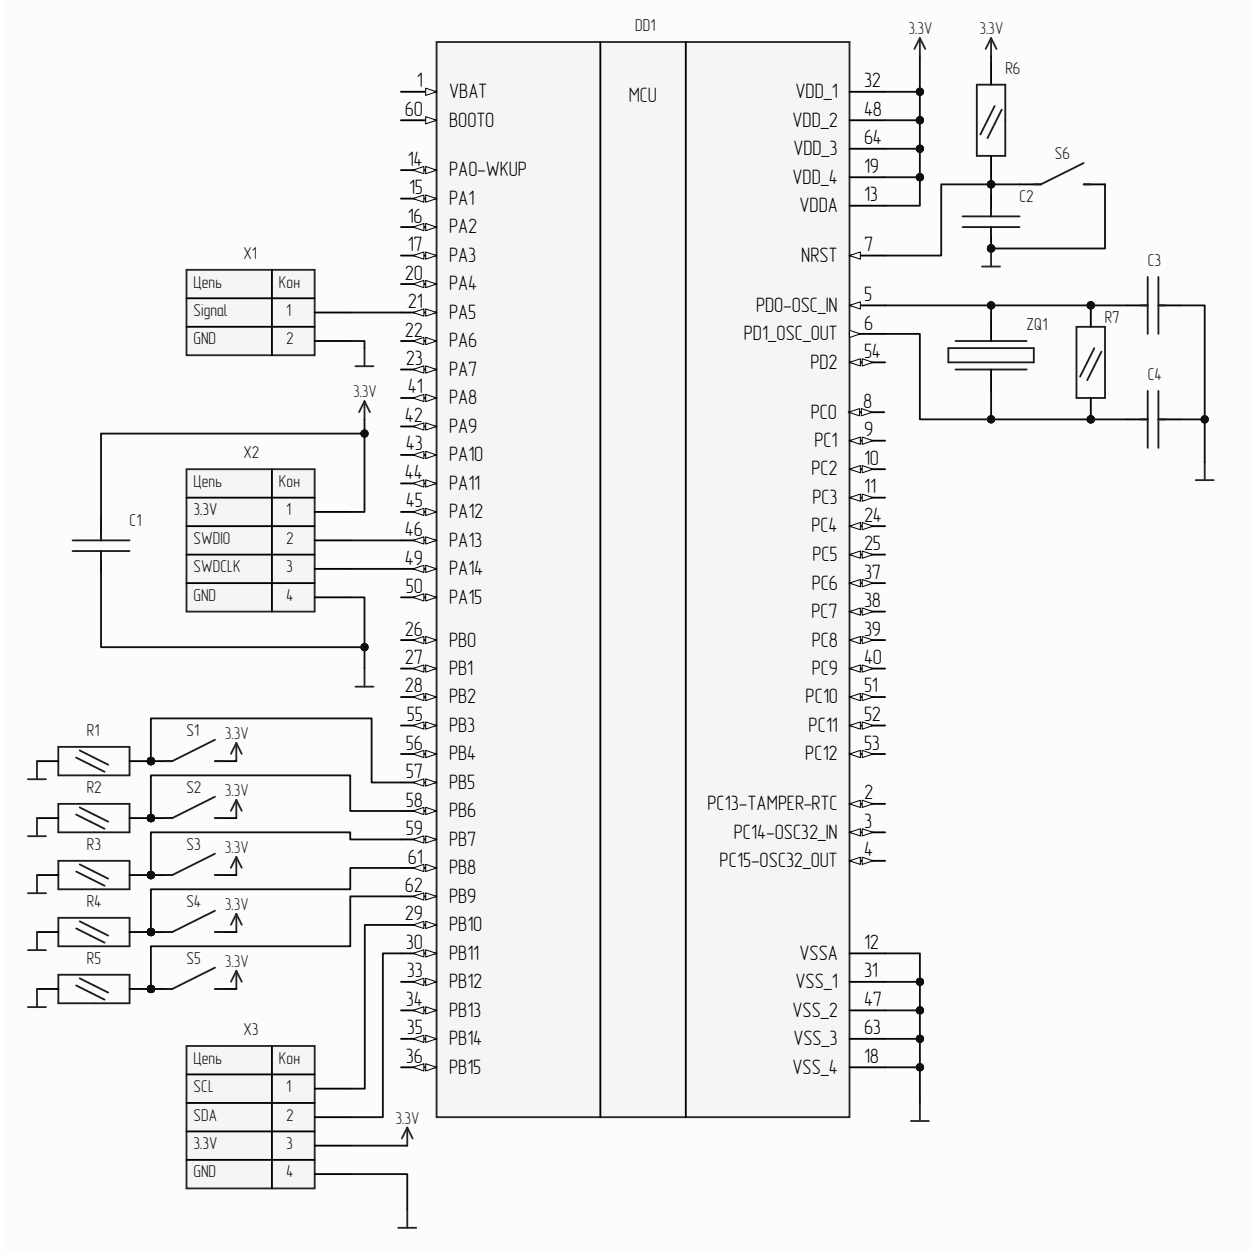 DD1
MCU
1 VBAT
60 BOOT0
14 PA0-WKUP
15 PA1
16 PA2
17 PA3
20 PA4
21 PA5
22 PA6
23 PA7
41 PA8
42 PA9
43 PA10
44 PA11
45 PA12
46 PA13
49 PA14
50 PA15
26 PB0
27 PB1
28 PB2
55 PB3
56 PB4
57 PB5
58 PB6
59 PB7
61 PB8
62 PB9
29 PB10
30 PB11
33 PB12
34 PB13
35 PB14
36 PB15
VDD_1 32
VDD_2 48
VDD_3 64
VDD_4 19
VDDA 13
NRST 7
PD0-OSC_IN 5
PD1_OSC_OUT 6
PD2 54
PC0 8
PC1 9
PC2 10
PC3 11
PC4 24
PC5 25
PC6 37
PC7 38
PC8 39
PC9 40
PC10 51
PC11 52
PC12 53
PC13-TAMPER-RTC 2
PC14-OSC32_IN 3
PC15-OSC32_OUT 4
VSSA 12
VSS_1 31
VSS_2 47
VSS_3 63
VSS_4 18
X1
Цепь Кон
Signal 1
GND 2
3.3V
X2
Цепь Кон
3.3V 1
SWDIO 2
SWDCLK 3
GND 4
C1
R1 S1 3.3V
R2 S2 3.3V
R3 S3 3.3V
R4 S4 3.3V
R5 S5 3.3V
X3
Цепь Кон
SCL 1
SDA 2
3.3V 3
GND 4
3.3V
3.3V
3.3V
R6
S6
C2
C3
ZQ1
R7
C4